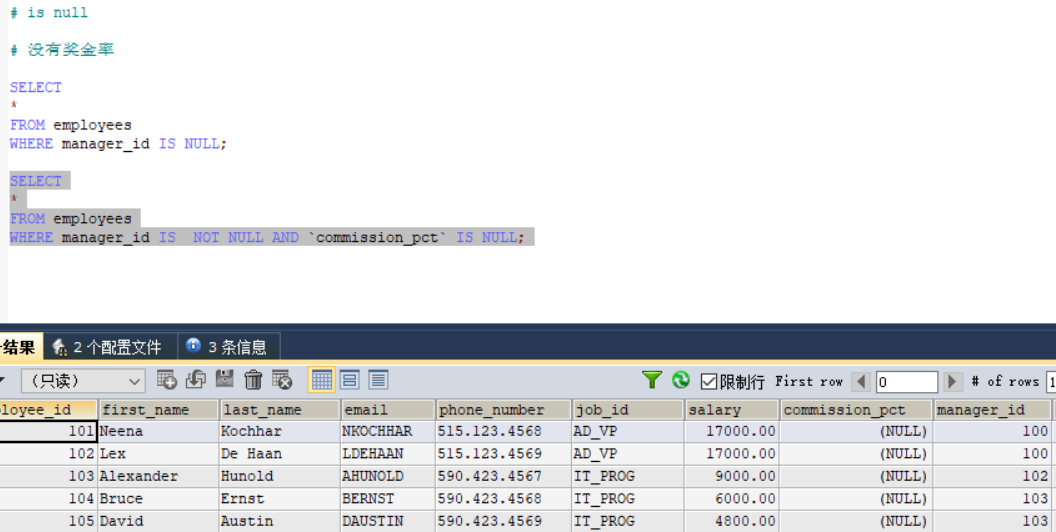 # is null
# 没有奖金率
SELECT
*
FROM employees
WHERE manager_id IS NULL;
SELECT
*
FROM employees
WHERE manager_id IS  NOT NULL AND `commission_pct` IS NULL;
结果 2 个配置文件 3 条信息
（只读） 限制行 First row 0 # of rows 1
ployee_id first_name last_name email phone_number job_id salary commission_pct manager_id
101 Neena Kochhar NKOCHHAR 515.123.4568 AD_VP 17000.00 (NULL) 100
102 Lex De Haan LDEHAAN 515.123.4569 AD_VP 17000.00 (NULL) 100
103 Alexander Hunold AHUNOLD 590.423.4567 IT_PROG 9000.00 (NULL) 102
104 Bruce Ernst BERNST 590.423.4568 IT_PROG 6000.00 (NULL) 103
105 David Austin DAUSTIN 590.423.4569 IT_PROG 4800.00 (NULL) 103